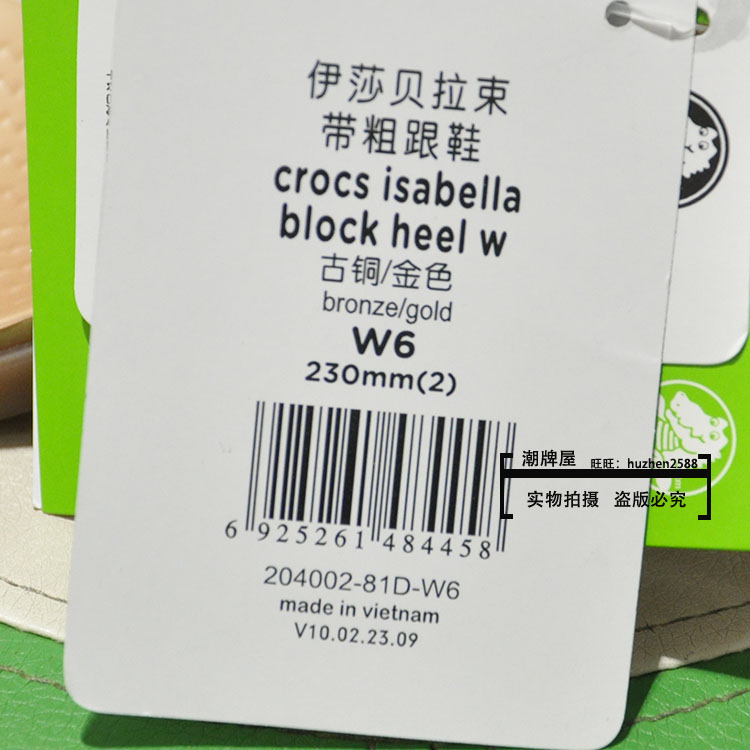 伊莎贝拉束
带粗跟鞋
crocs isabella
block heel w
古铜/金色
bronze/gold
W6
230mm(2)
6 925261 484458
204002-81D-W6
made in vietnam
V10.02.23.09
潮牌屋 旺旺：huzhen2588
实物拍摄 盗版必究